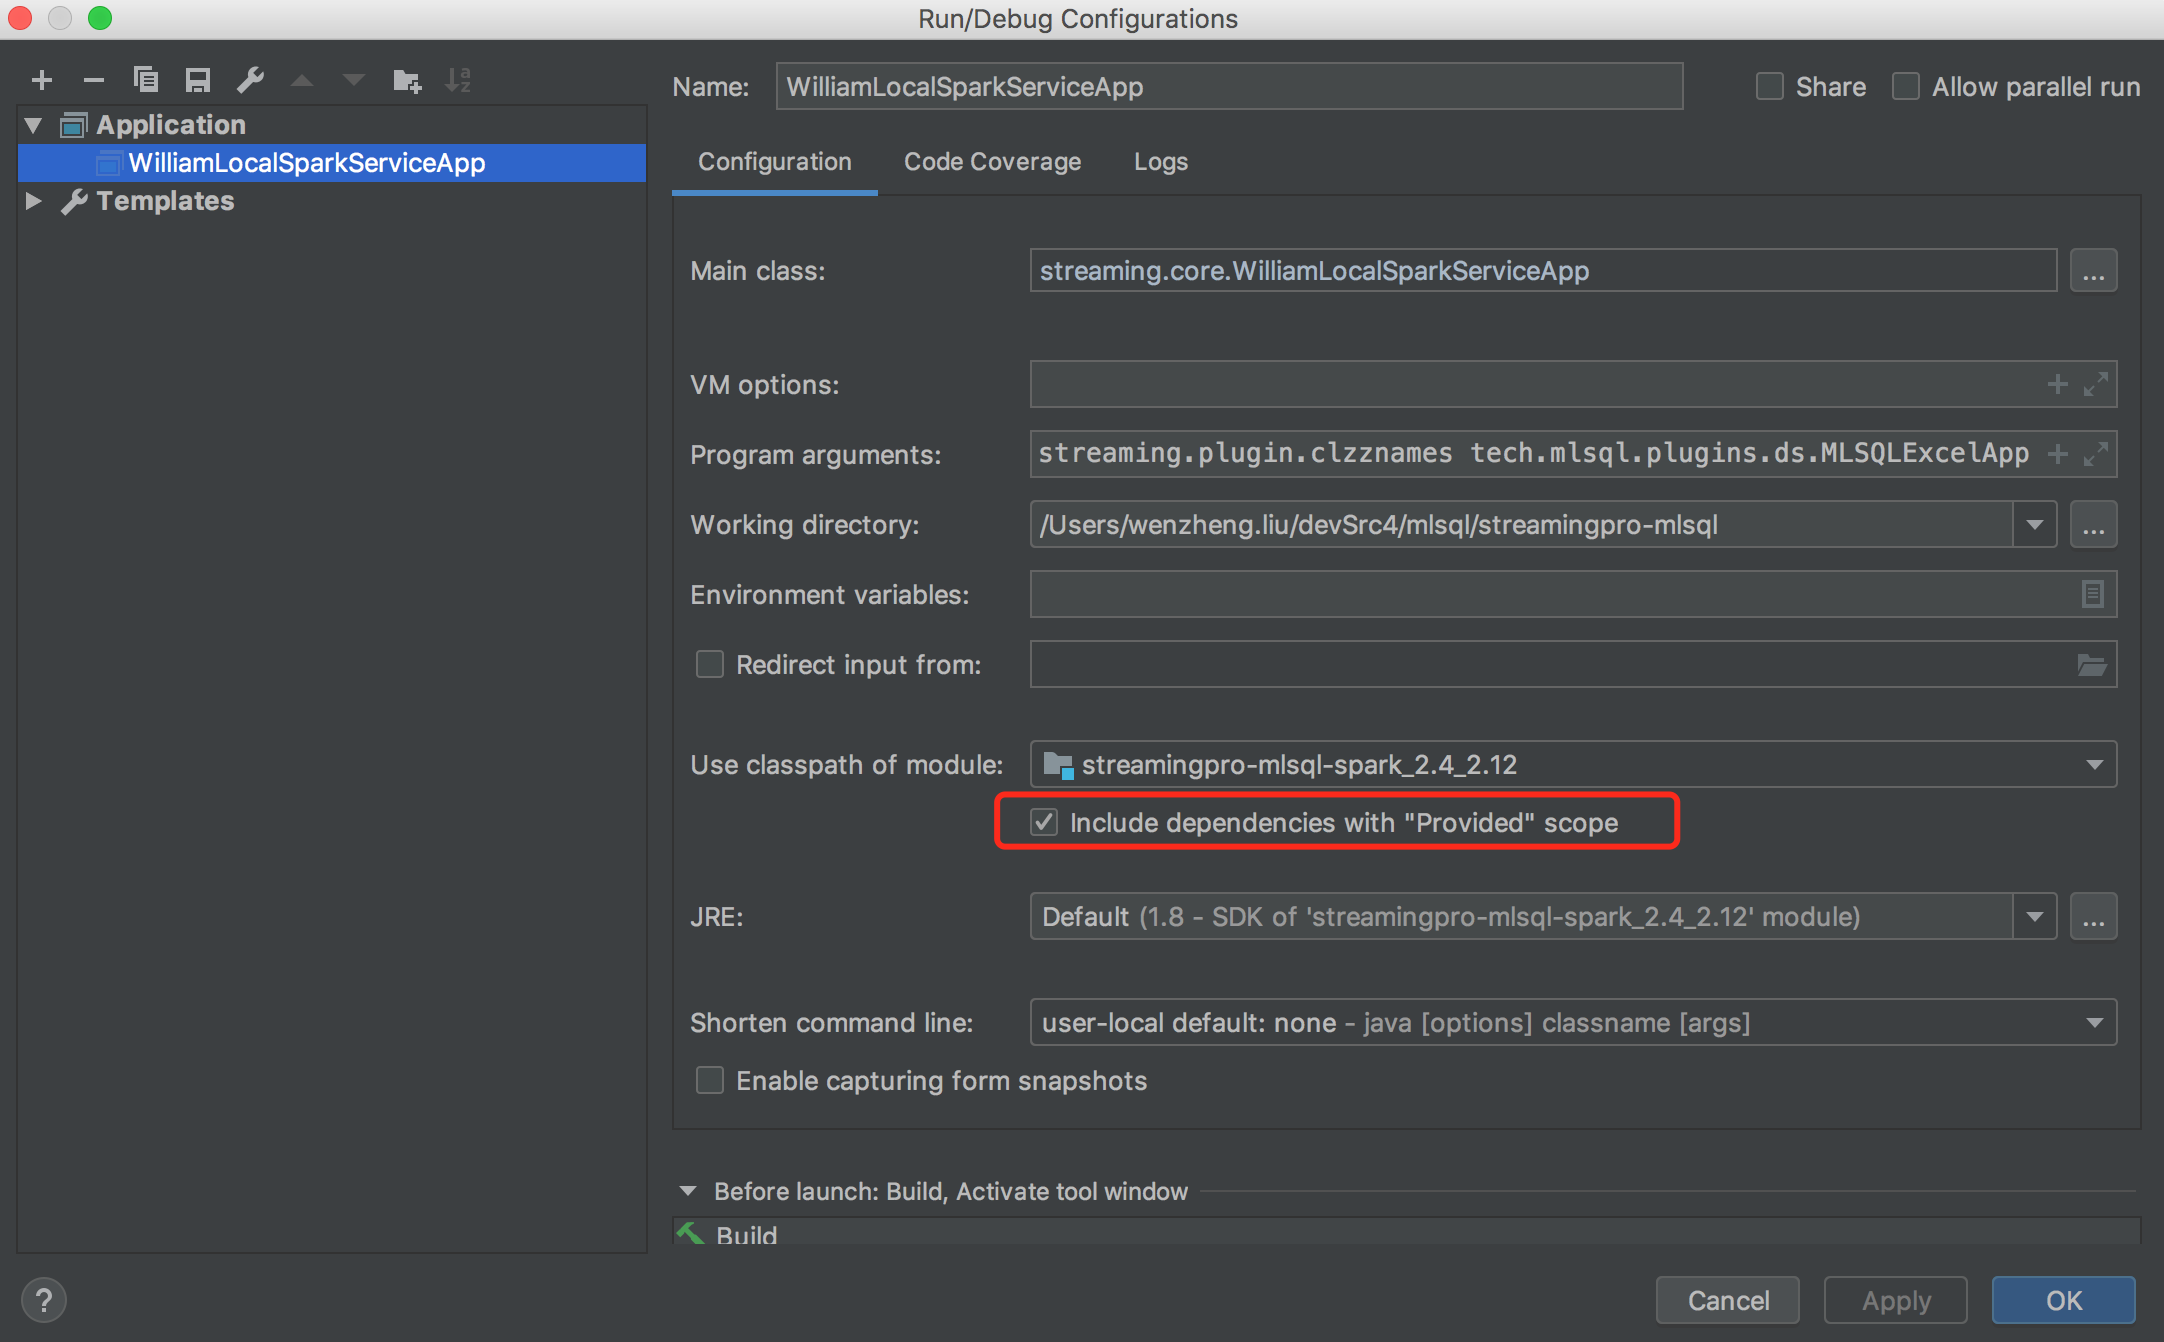 Run/Debug Configurations
Name: WilliamLocalSparkServiceApp Share Allow parallel run
Application
WilliamLocalSparkServiceApp
Templates
Configuration Code Coverage Logs
Main class: streaming.core.WilliamLocalSparkServiceApp ...
VM options:
Program arguments: streaming.plugin.clzznames tech.mlsql.plugins.ds.MLSQLExcelApp
Working directory: /Users/wenzheng.liu/devSrc4/mlsql/streamingpro-mlsql ...
Environment variables:
Redirect input from:
Use classpath of module: streamingpro-mlsql-spark_2.4_2.12
Include dependencies with "Provided" scope
JRE: Default (1.8 - SDK of 'streamingpro-mlsql-spark_2.4_2.12' module) ...
Shorten command line: user-local default: none - java [options] classname [args]
Enable capturing form snapshots
Before launch: Build, Activate tool window
Build
? Cancel Apply OK